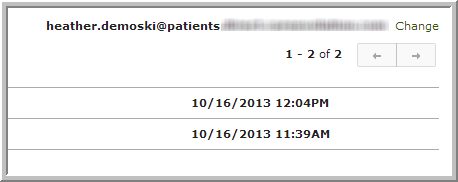 heather.demoski@patients Change
1 - 2 of 2
10/16/2013 12:04PM
10/16/2013 11:39AM